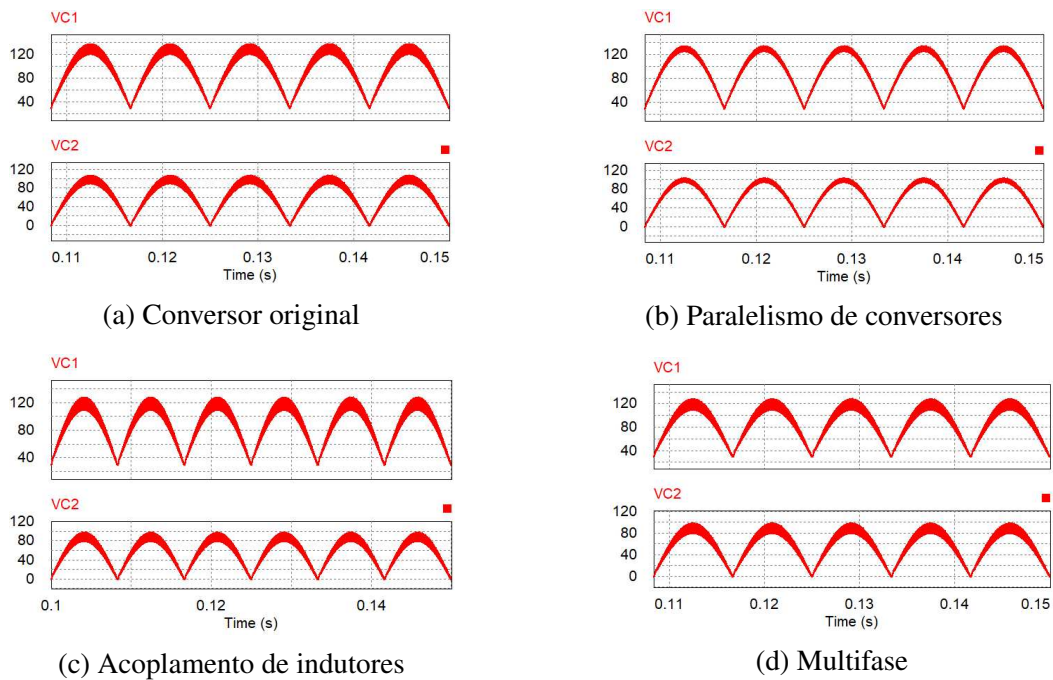 VC1
120
80
40
VC2
120
80
40
0
0.11 0.12 0.13 0.14 0.15
Time (s)
(a) Conversor original
VC1
120
80
40
VC2
120
80
40
0
0.11 0.12 0.13 0.14 0.15
Time (s)
(b) Paralelismo de conversores
VC1
120
80
40
VC2
120
80
40
0
0.1 0.12 0.14
Time (s)
(c) Acoplamento de indutores
VC1
120
80
40
VC2
120
80
40
0
0.11 0.12 0.13 0.14 0.15
Time (s)
(d) Multifase